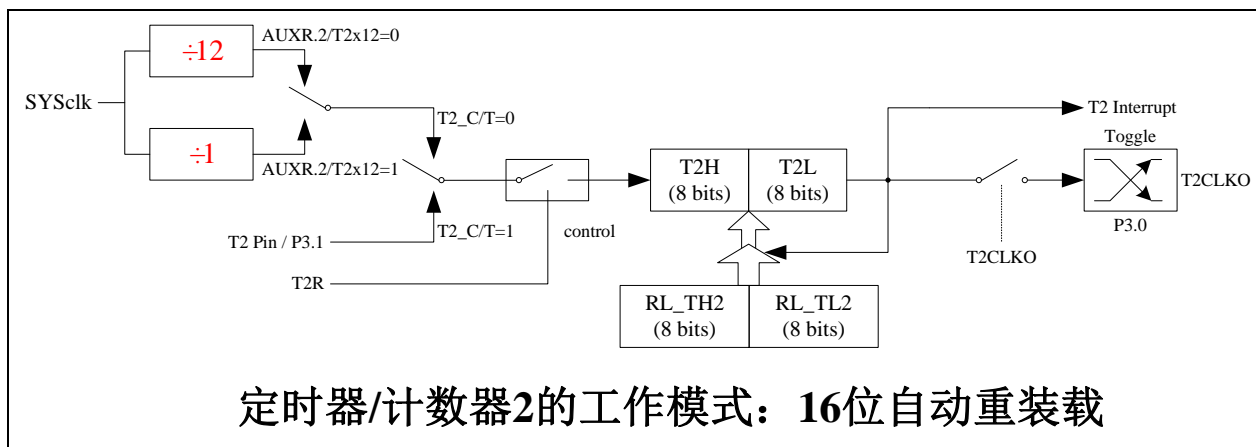 ÷12
AUXR.2/T2x12=0
SYSclk
÷1
AUXR.2/T2x12=1
T2_C/T=0
T2_C/T=1
T2 Pin / P3.1
T2R
control
T2H
(8 bits)
T2L
(8 bits)
RL_TH2
(8 bits)
RL_TL2
(8 bits)
T2 Interrupt
Toggle
T2CLKO
P3.0
T2CLKO
定时器/计数器2的工作模式：16位自动重装载